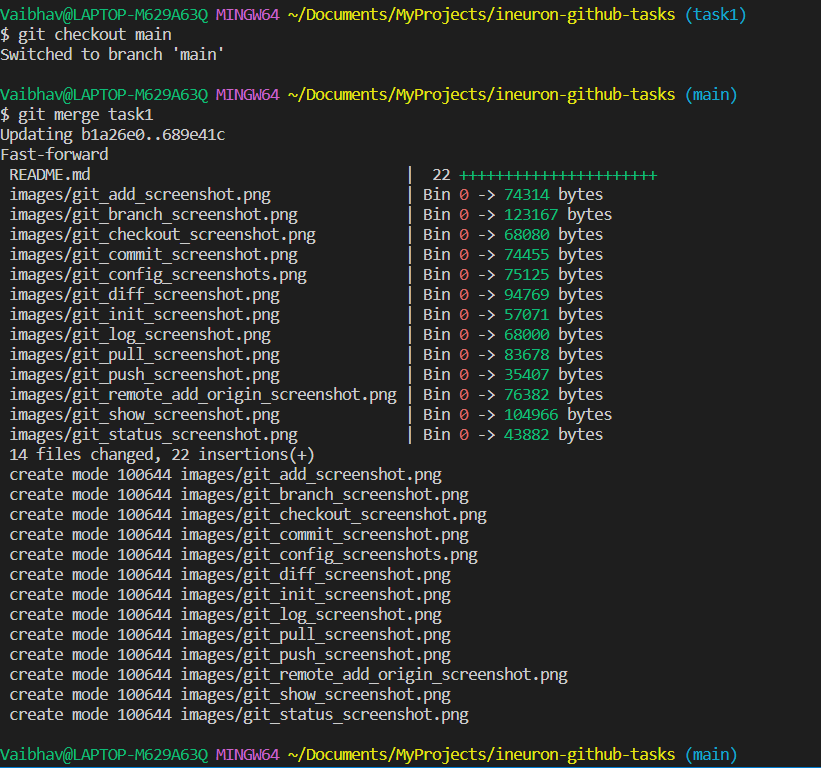 Vaibhav@LAPTOP-M629A63Q MINGW64 ~/Documents/MyProjects/ineuron-github-tasks (task1)
$ git checkout main
Switched to branch 'main'

Vaibhav@LAPTOP-M629A63Q MINGW64 ~/Documents/MyProjects/ineuron-github-tasks (main)
$ git merge task1
Updating b1a26e0..689e41c
Fast-forward
 README.md                                   |  22 ++++++++++++++++++++++
 images/git_add_screenshot.png               | Bin 0 -> 74314 bytes
 images/git_branch_screenshot.png            | Bin 0 -> 123167 bytes
 images/git_checkout_screenshot.png          | Bin 0 -> 68080 bytes
 images/git_commit_screenshot.png            | Bin 0 -> 74455 bytes
 images/git_config_screenshots.png           | Bin 0 -> 75125 bytes
 images/git_diff_screenshot.png              | Bin 0 -> 94769 bytes
 images/git_init_screenshot.png              | Bin 0 -> 57071 bytes
 images/git_log_screenshot.png               | Bin 0 -> 68000 bytes
 images/git_pull_screenshot.png              | Bin 0 -> 83678 bytes
 images/git_push_screenshot.png              | Bin 0 -> 35407 bytes
 images/git_remote_add_origin_screenshot.png | Bin 0 -> 76382 bytes
 images/git_show_screenshot.png              | Bin 0 -> 104966 bytes
 images/git_status_screenshot.png            | Bin 0 -> 43882 bytes
 14 files changed, 22 insertions(+)
 create mode 100644 images/git_add_screenshot.png
 create mode 100644 images/git_branch_screenshot.png
 create mode 100644 images/git_checkout_screenshot.png
 create mode 100644 images/git_commit_screenshot.png
 create mode 100644 images/git_config_screenshots.png
 create mode 100644 images/git_diff_screenshot.png
 create mode 100644 images/git_init_screenshot.png
 create mode 100644 images/git_log_screenshot.png
 create mode 100644 images/git_pull_screenshot.png
 create mode 100644 images/git_push_screenshot.png
 create mode 100644 images/git_remote_add_origin_screenshot.png
 create mode 100644 images/git_show_screenshot.png
 create mode 100644 images/git_status_screenshot.png

Vaibhav@LAPTOP-M629A63Q MINGW64 ~/Documents/MyProjects/ineuron-github-tasks (main)